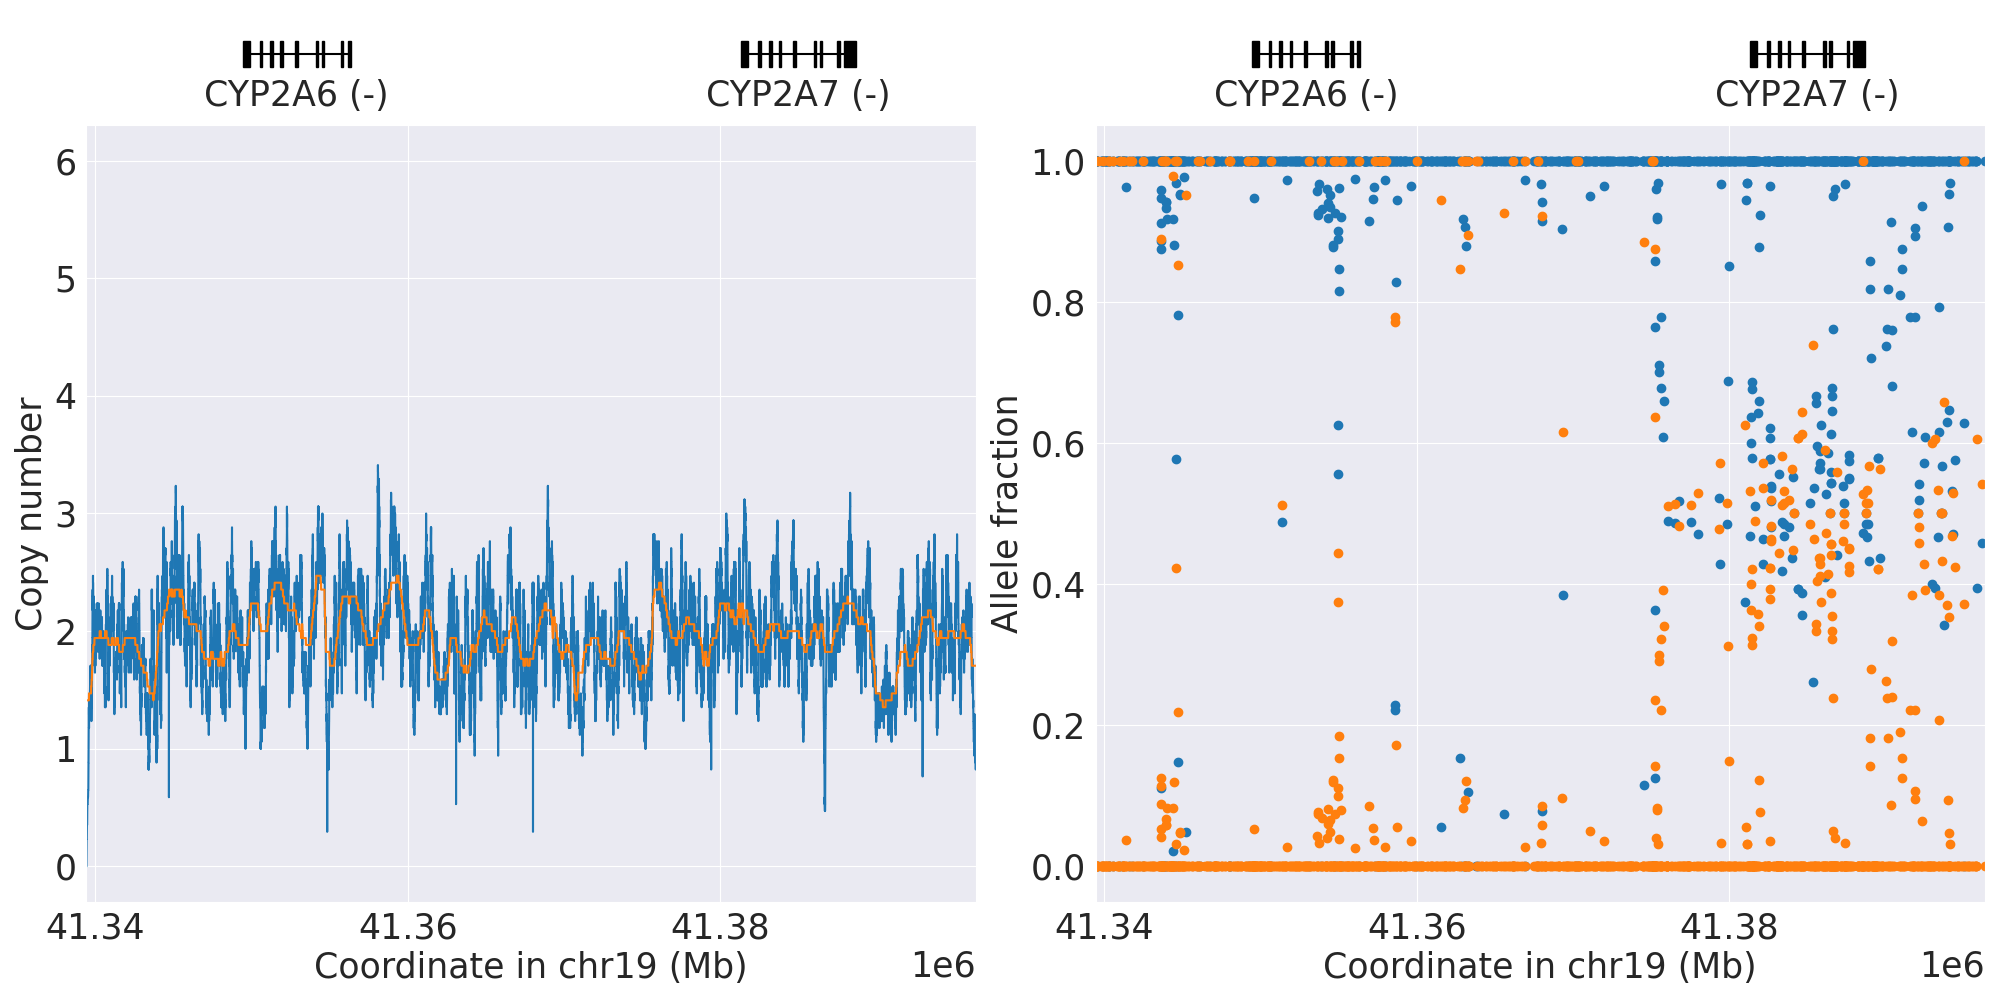 CYP2A6 (-)
CYP2A7 (-)
Copy number
6
5
4
3
2
1
0
41.34
41.36
41.38
Coordinate in chr19 (Mb)
1e6
CYP2A6 (-)
CYP2A7 (-)
Allele fraction
1.0
0.8
0.6
0.4
0.2
0.0
41.34
41.36
41.38
Coordinate in chr19 (Mb)
1e6